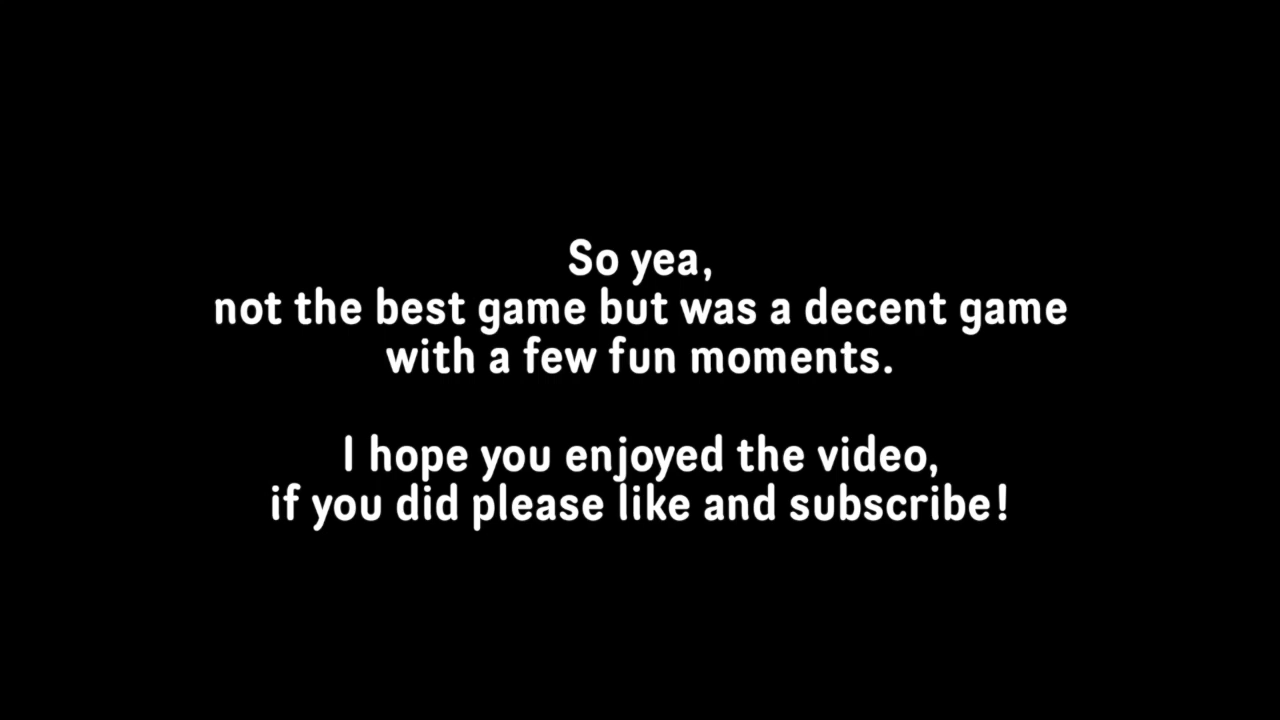 So yea,
not the best game but was a decent game
with a few fun moments.
I hope you enjoyed the video,
if you did please like and subscribe!